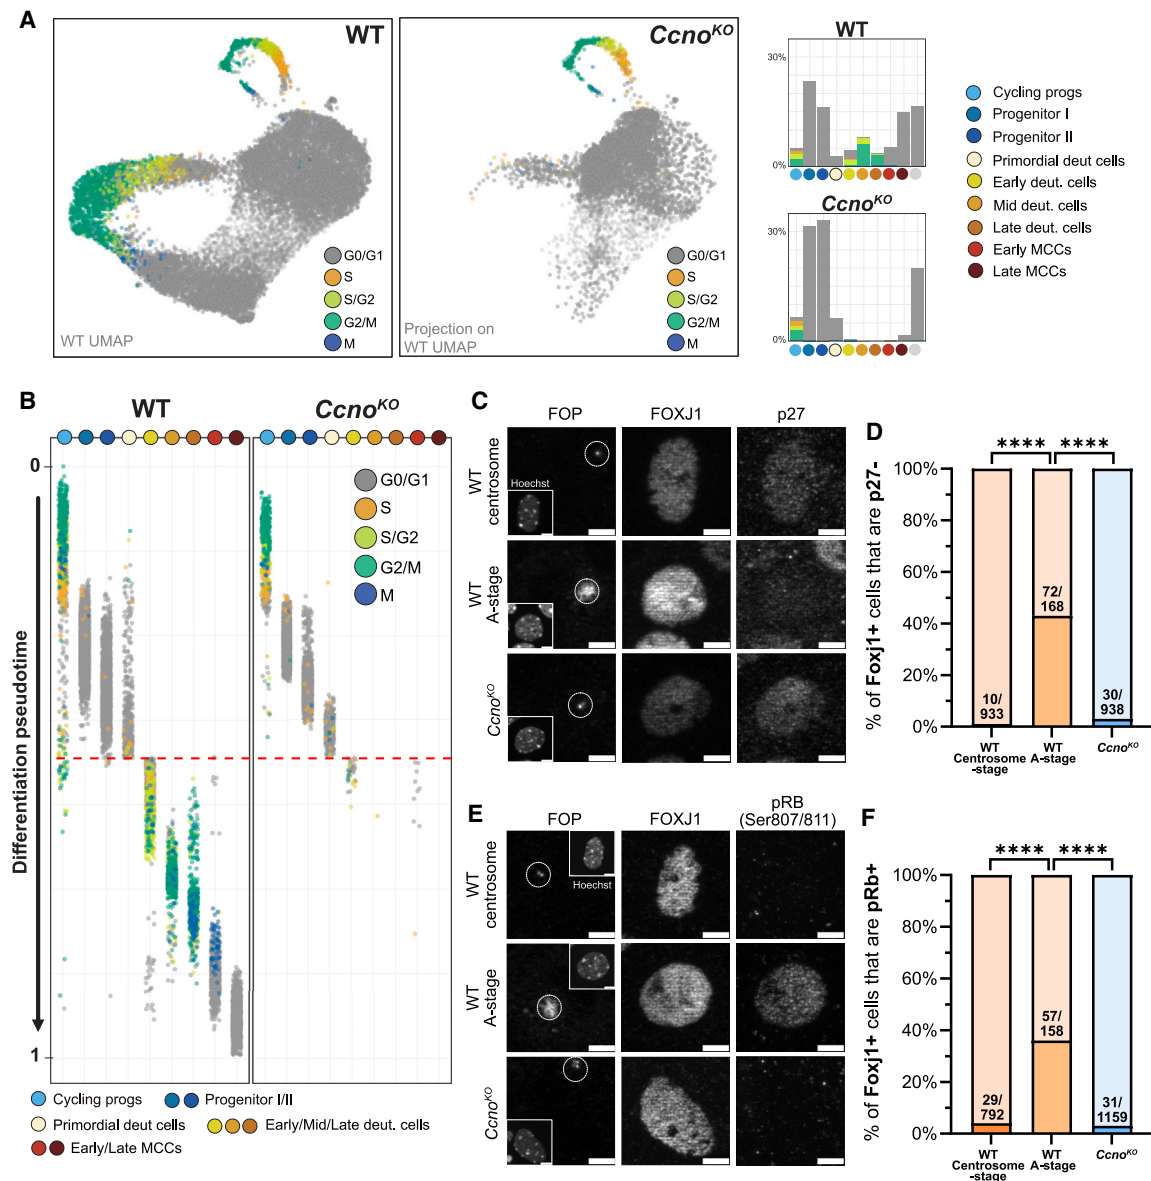 A
WT
G0/G1
S
S/G2
G2/M
M
WT UMAP
Ccno^KO
G0/G1
S
S/G2
G2/M
M
Projection on
WT UMAP
WT
30%
0%
Ccno^KO
30%
0%
Cycling progs
Progenitor I
Progenitor II
Primordial deut cells
Early deut. cells
Mid deut. cells
Late deut. cells
Early MCCs
Late MCCs
B
WT
Ccno^KO
0
1
Differentiation pseudotime
G0/G1
S
S/G2
G2/M
M
Cycling progs
Progenitor I/II
Primordial deut cells
Early/Mid/Late deut. cells
Early/Late MCCs
C
FOP
FOXJ1
p27
WT
centrosome
Hoechst
WT
A-stage
Ccno^KO
D
% of Foxj1+ cells that are p27-
**** ****
100%
80%
60%
40%
20%
0%
10/
933
72/
168
30/
938
WT
Centrosome-
stage
WT
A-stage
Ccno^KO
E
FOP
FOXJ1
pRB
(Ser807/811)
WT
centrosome
Hoechst
WT
A-stage
Ccno^KO
F
% of Foxj1+ cells that are pRb+
**** ****
100%
80%
60%
40%
20%
0%
29/
792
57/
158
31/
1159
WT
Centrosome
-stage
WT
A-stage
Ccno^KO